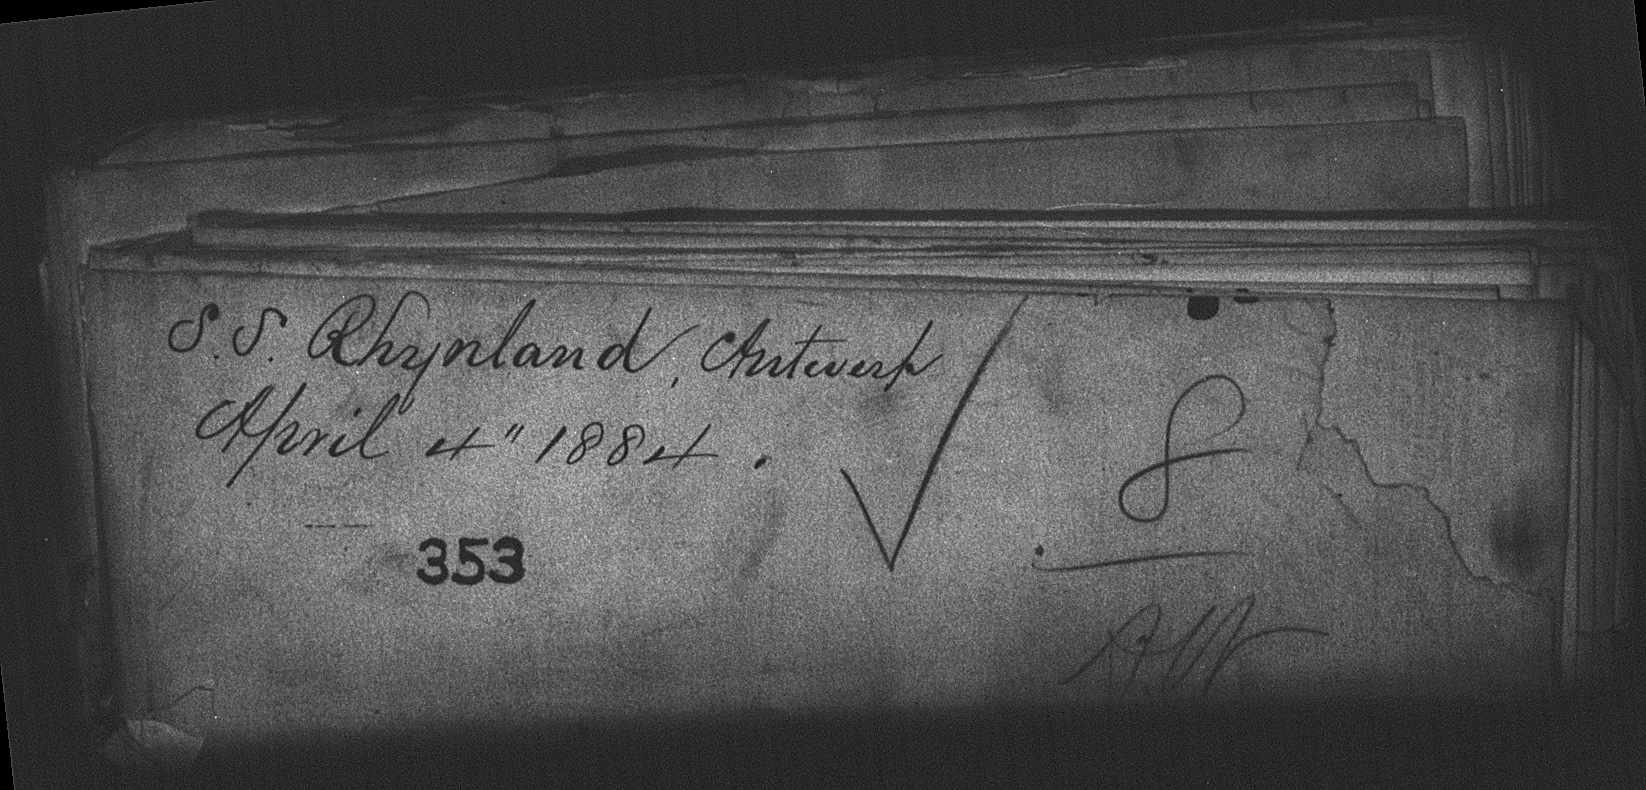 S.S. Rhynland, Antwerp
April 4" 1884.
353
8